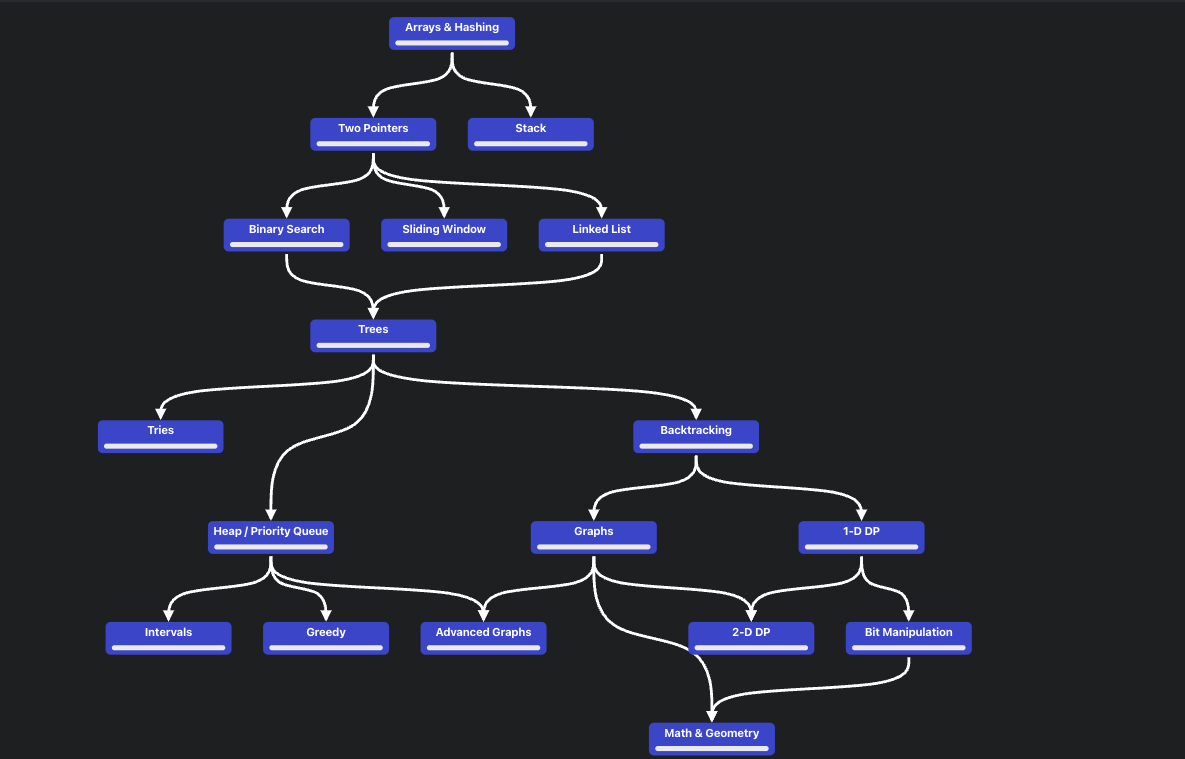 Arrays & Hashing
Two Pointers
Stack
Binary Search
Sliding Window
Linked List
Trees
Tries
Backtracking
Heap / Priority Queue
Graphs
1-D DP
Intervals
Greedy
Advanced Graphs
2-D DP
Bit Manipulation
Math & Geometry